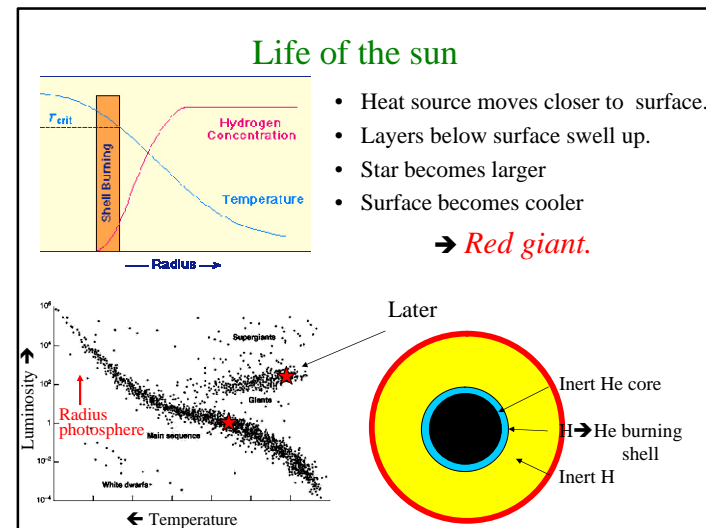 Life of the sun
Tcrit
Shell Burning
Hydrogen
Concentration
Temperature
Radius →
• Heat source moves closer to surface.
• Layers below surface swell up.
• Star becomes larger
• Surface becomes cooler
➔ Red giant.
Luminosity ➔
10⁶
10⁴
10²
1
10⁻²
10⁻⁴
Supergiants
Giants
Main sequence
White dwarfs
Radius
photosphere
← Temperature
Later
Inert He core
H➔He burning
shell
Inert H